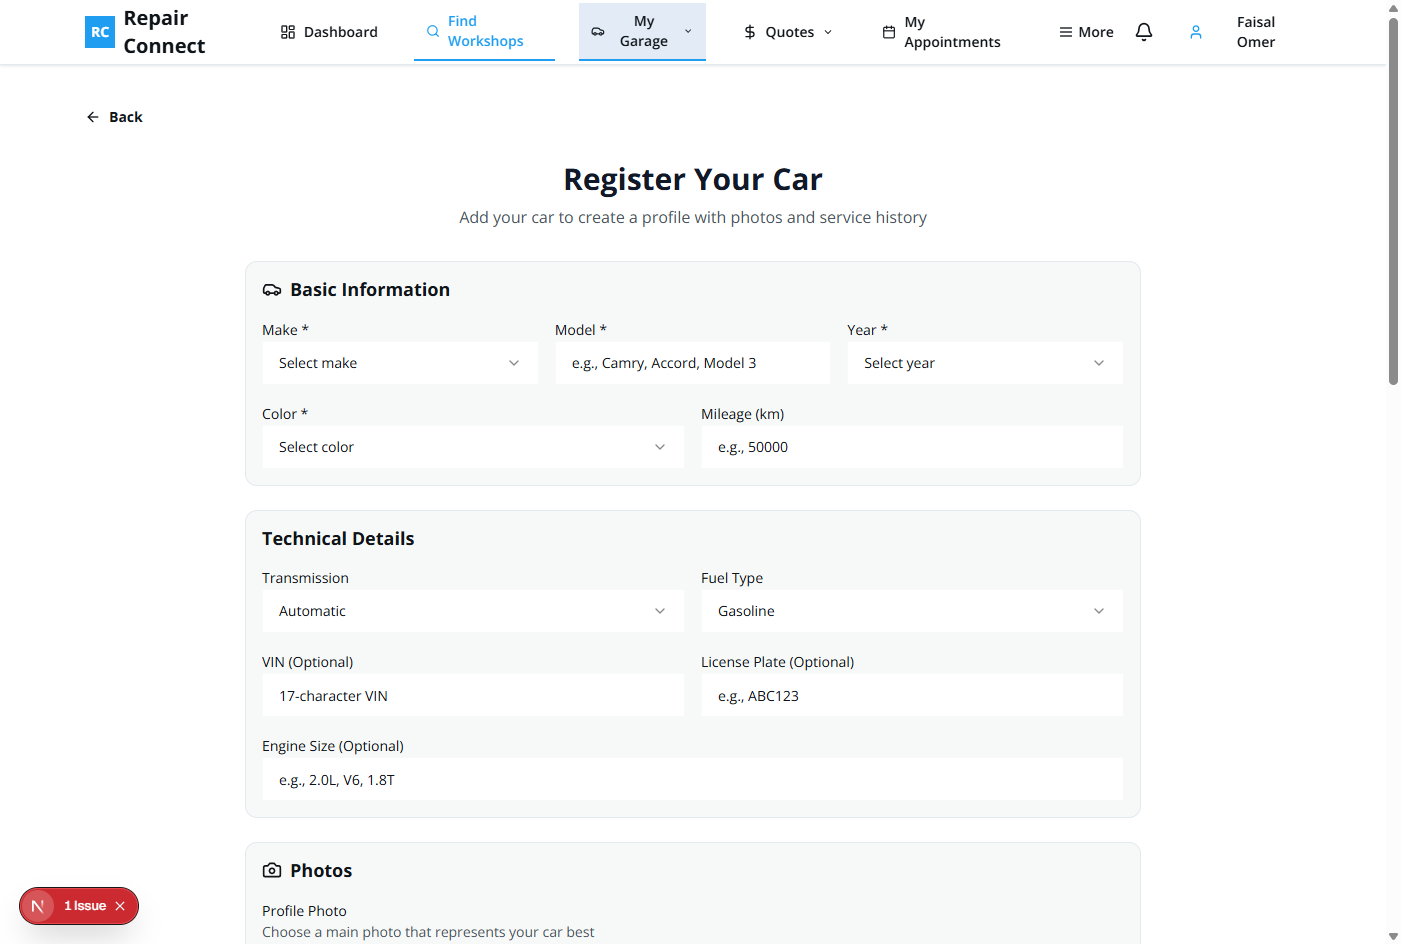 RC
Repair
Connect
Dashboard
Find
Workshops
My
Garage
Quotes
My
Appointments
More
Faisal
Omer
Back
Register Your Car
Add your car to create a profile with photos and service history
Basic Information
Make *
Model *
Year *
Select make
e.g., Camry, Accord, Model 3
Select year
Color *
Mileage (km)
Select color
e.g., 50000
Technical Details
Transmission
Fuel Type
Automatic
Gasoline
VIN (Optional)
License Plate (Optional)
17-character VIN
e.g., ABC123
Engine Size (Optional)
e.g., 2.0L, V6, 1.8T
Photos
Profile Photo
Choose a main photo that represents your car best
N
1 Issue